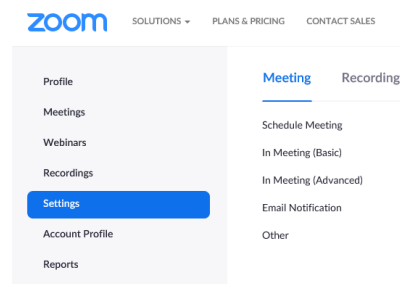 zoom SOLUTIONS PLANS & PRICING CONTACT SALES
Profile
Meetings
Webinars
Recordings
Settings
Account Profile
Reports
Meeting Recording
Schedule Meeting
In Meeting (Basic)
In Meeting (Advanced)
Email Notification
Other